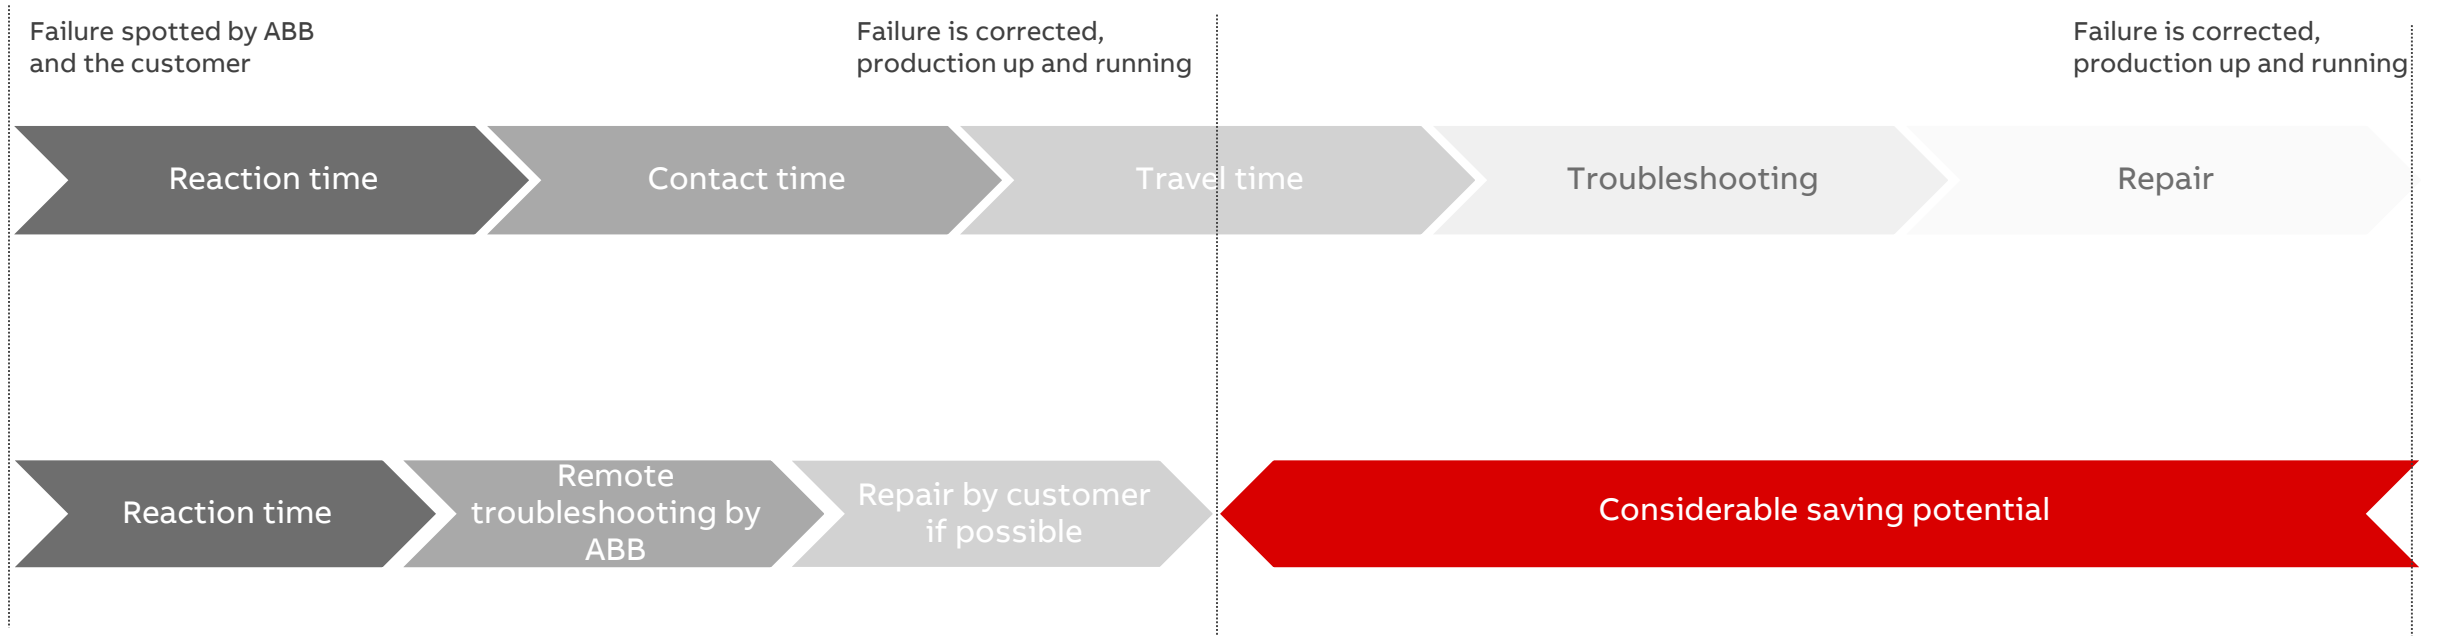 Failure spotted by ABB
and the customer
Failure is corrected,
production up and running
Failure is corrected,
production up and running
Reaction time
Contact time
Travel time
Troubleshooting
Repair
Reaction time
Remote
troubleshooting by
ABB
Repair by customer
if possible
Considerable saving potential